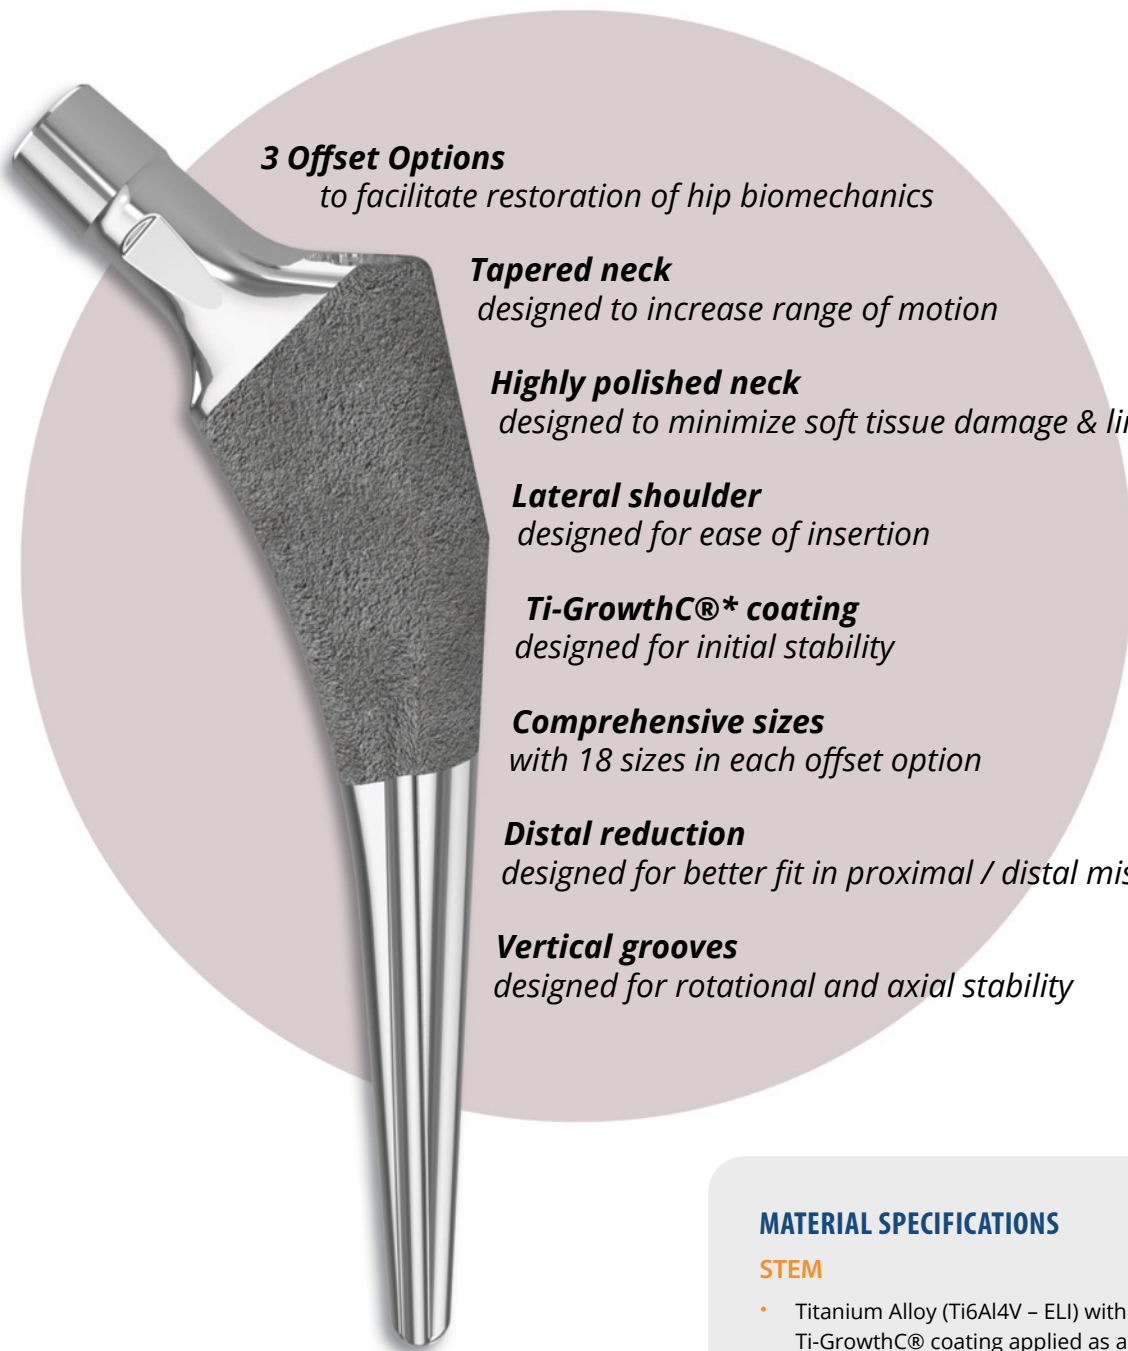 3 Offset Options
to facilitate restoration of hip biomechanics
Tapered neck
designed to increase range of motion
Highly polished neck
designed to minimize soft tissue damage &
Lateral shoulder
designed for ease of insertion
Ti-GrowthC®* coating
designed for initial stability
Comprehensive sizes
with 18 sizes in each offset option
Distal reduction
designed for better fit in proximal / distal
Vertical grooves
designed for rotational and axial stability
MATERIAL SPECIFICATIONS
STEM
• Titanium Alloy (Ti6Al4V – ELI) with
Ti-GrowthC® coating applied as a